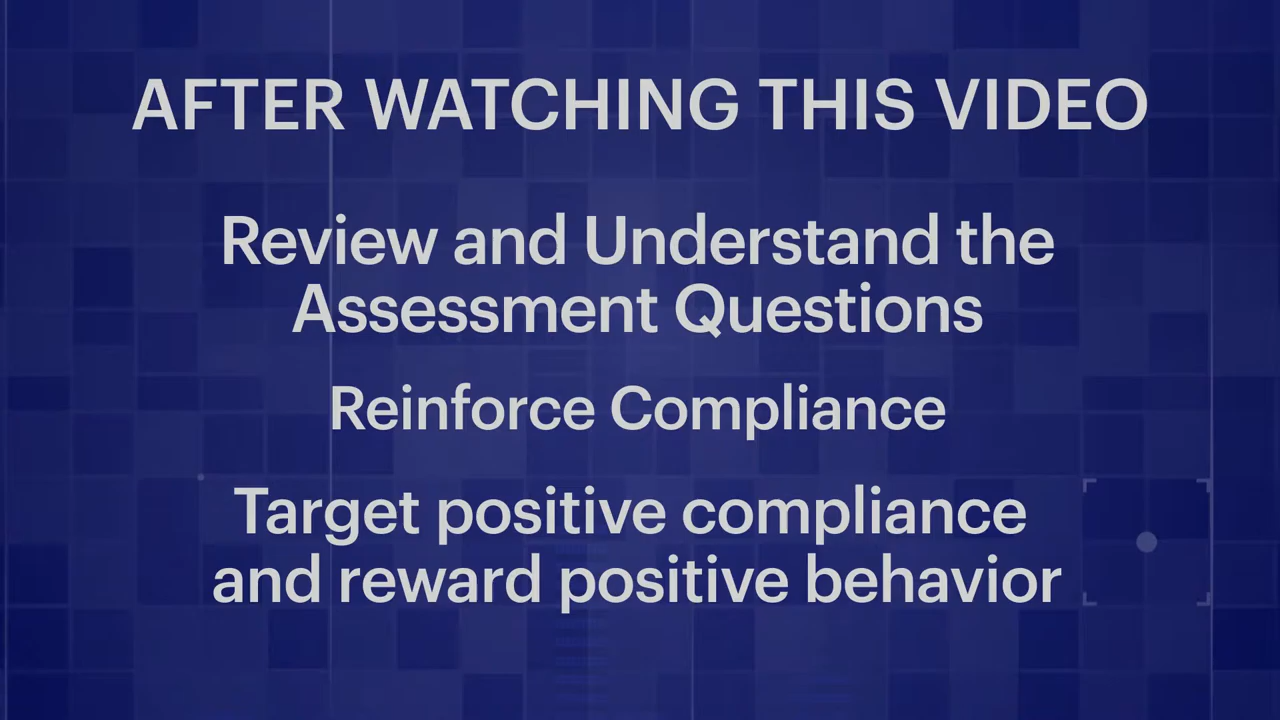 AFTER WATCHING THIS VIDEO
Review and Understand the
Assessment Questions
Reinforce Compliance
Target positive compliance
and reward positive behavior